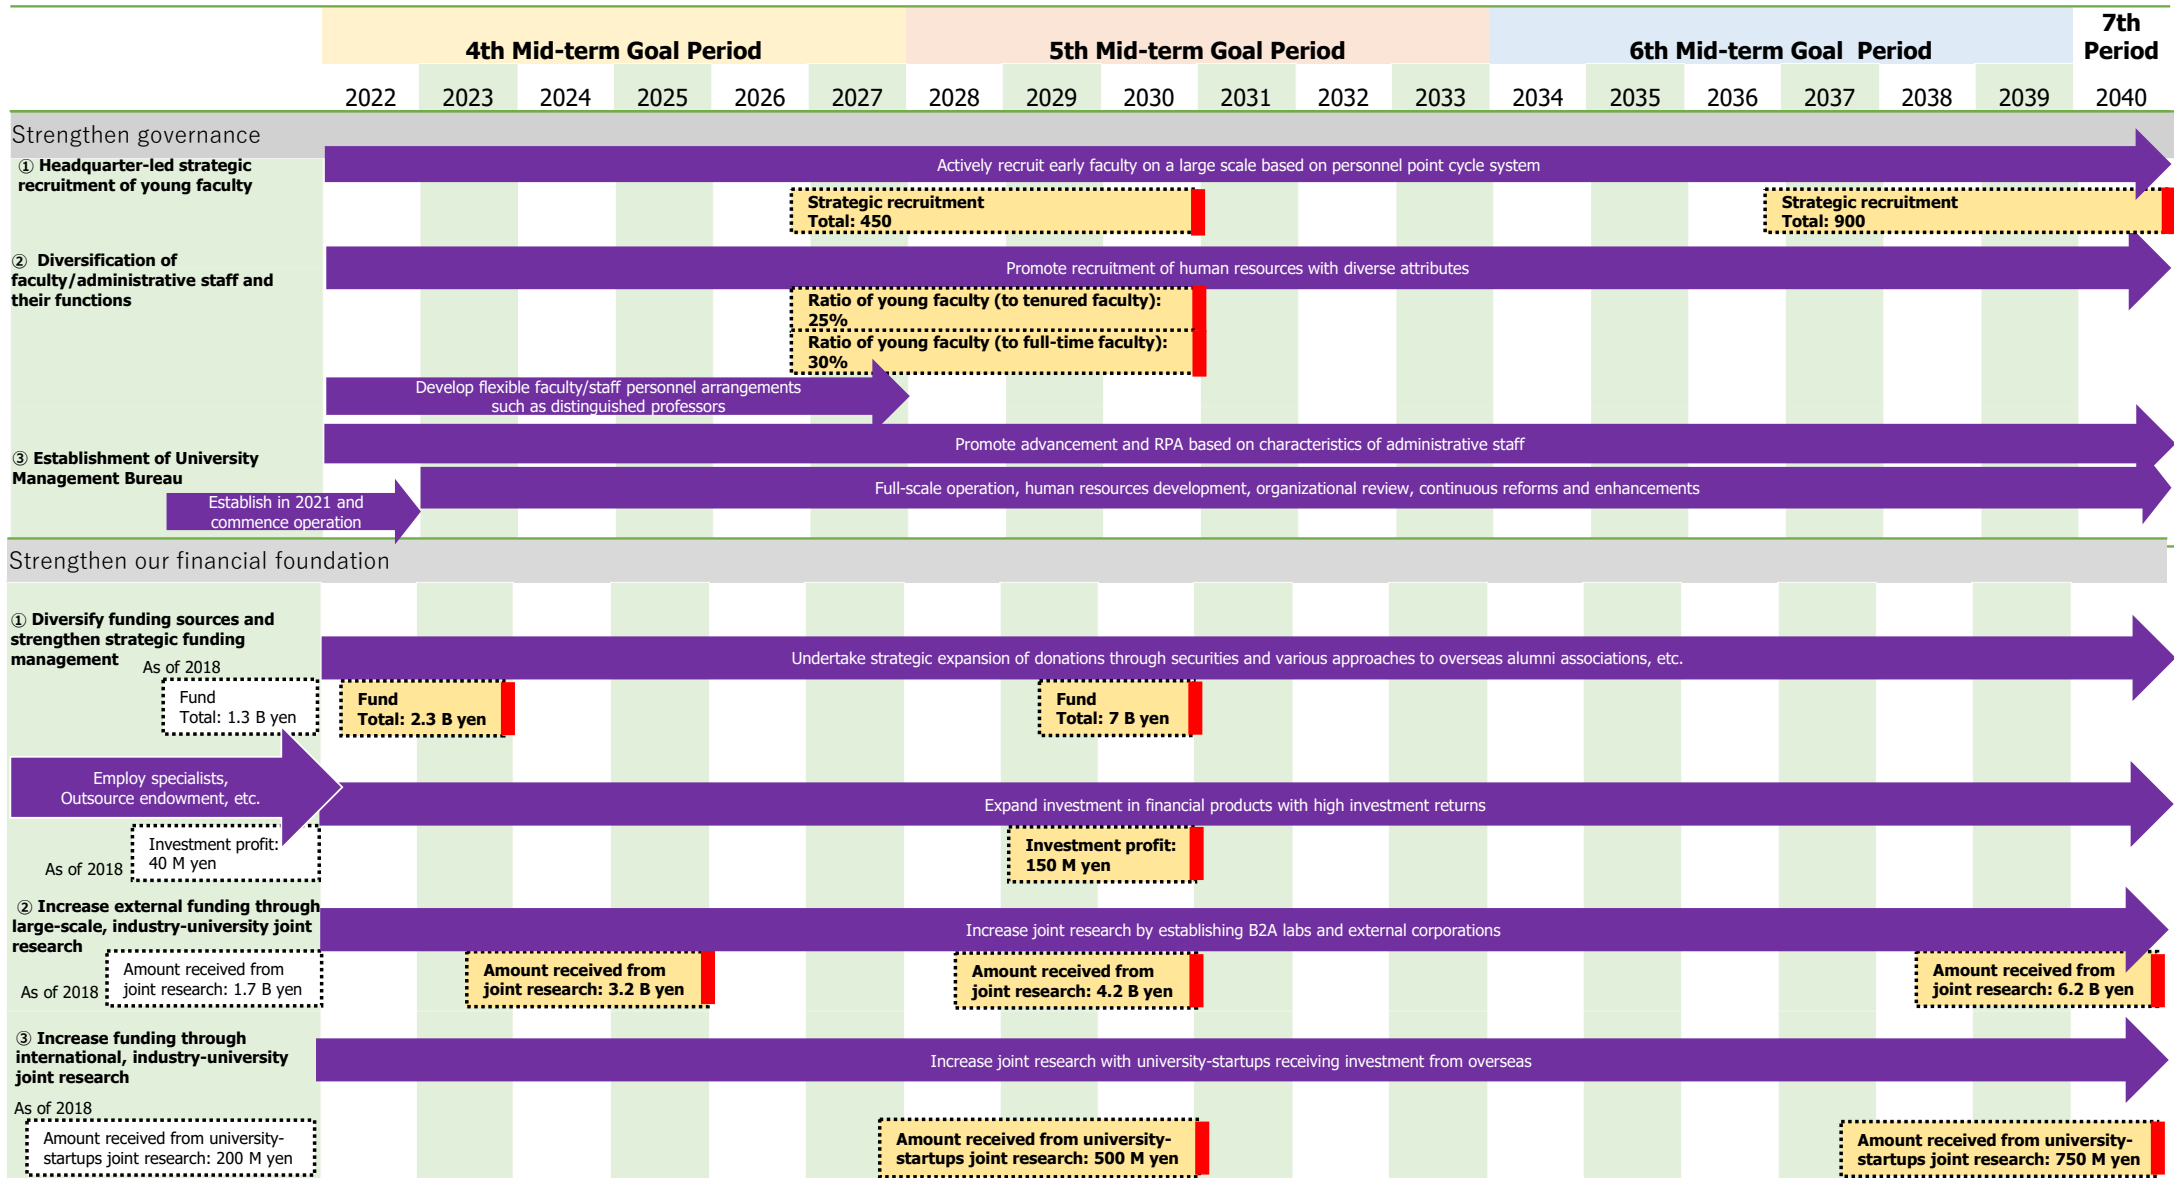 4th Mid-term Goal Period
5th Mid-term Goal Period
6th Mid-term Goal  Period
7th
Period
2022
2023
2024
2025
2026
2027
2028
2029
2030
2031
2032
2033
2034
2035
2036
2037
2038
2039
2040
Strengthen governance
① Headquarter-led strategic
recruitment of young faculty
Actively recruit early faculty on a large scale based on personnel point cycle system
Strategic recruitment
Total: 450
Strategic recruitment
Total: 900
② Diversification of
faculty/administrative staff and
their functions
Promote recruitment of human resources with diverse attributes
Ratio of young faculty (to tenured faculty):
25%
Ratio of young faculty (to full-time faculty):
30%
Develop flexible faculty/staff personnel arrangements
such as distinguished professors
Promote advancement and RPA based on characteristics of administrative staff
③ Establishment of University
Management Bureau
Establish in 2021 and
commence operation
Full-scale operation, human resources development, organizational review, continuous reforms and enhancements
Strengthen our financial foundation
① Diversify funding sources and
strengthen strategic funding
management
Undertake strategic expansion of donations through securities and various approaches to overseas alumni associations, etc.
As of 2018
Fund
Total: 1.3 B yen
Fund
Total: 2.3 B yen
Fund
Total: 7 B yen
Employ specialists,
Outsource endowment, etc.
Expand investment in financial products with high investment returns
As of 2018
Investment profit:
40 M yen
Investment profit:
150 M yen
② Increase external funding through
large-scale, industry-university joint
research
Increase joint research by establishing B2A labs and external corporations
As of 2018
Amount received from
joint research: 1.7 B yen
Amount received from
joint research: 3.2 B yen
Amount received from
joint research: 4.2 B yen
Amount received from
joint research: 6.2 B yen
③ Increase funding through
international, industry-university
joint research
Increase joint research with university-startups receiving investment from overseas
As of 2018
Amount received from university-
startups joint research: 200 M yen
Amount received from university-
startups joint research: 500 M yen
Amount received from university-
startups joint research: 750 M yen